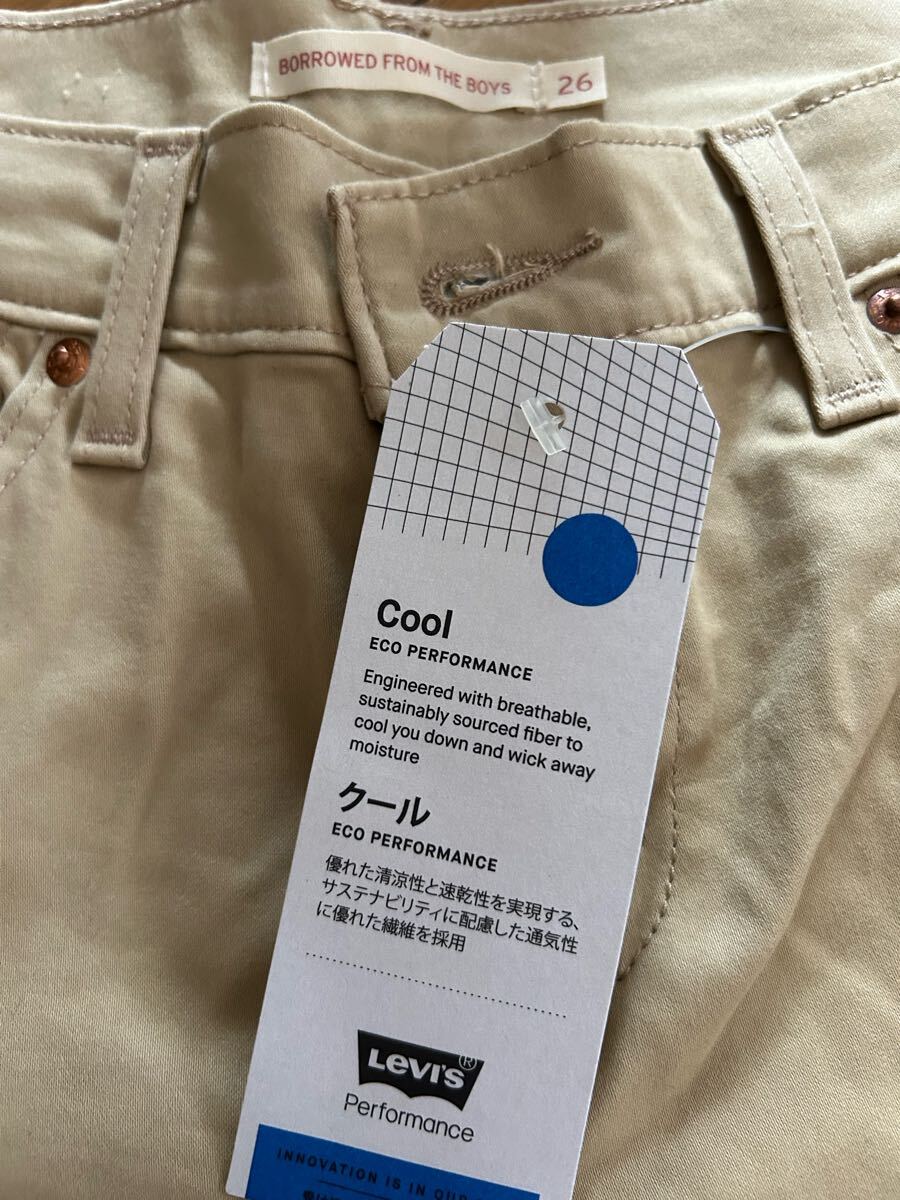 BORROWED FROM THE BOYS 26
Cool
ECO PERFORMANCE
Engineered with breathable,
sustainably sourced fiber to
cool you down and wick away
moisture
クール
ECO PERFORMANCE
優れた清涼性と速乾性を実現する、
サステナビリティに配慮した通気性
に優れた繊維を採用
Levi's®
Performance
INNOVATION IS IN OUR